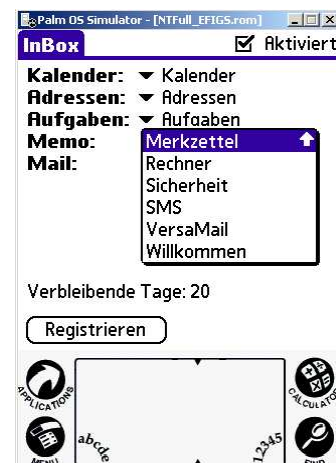 Palm OS Simulator - [NTFull_EFIGS.rom]
InBox Aktiviert
Kalender: Kalender
Adressen: Adressen
Aufgaben: Aufgaben
Memo: Merkzettel
Mail: Rechner
Sicherheit
SMS
VersaMail
Willkommen
Verbleibende Tage: 20
Registrieren
APPLICATIONS
CALCULATOR
MENU
abcde
12345
FIND